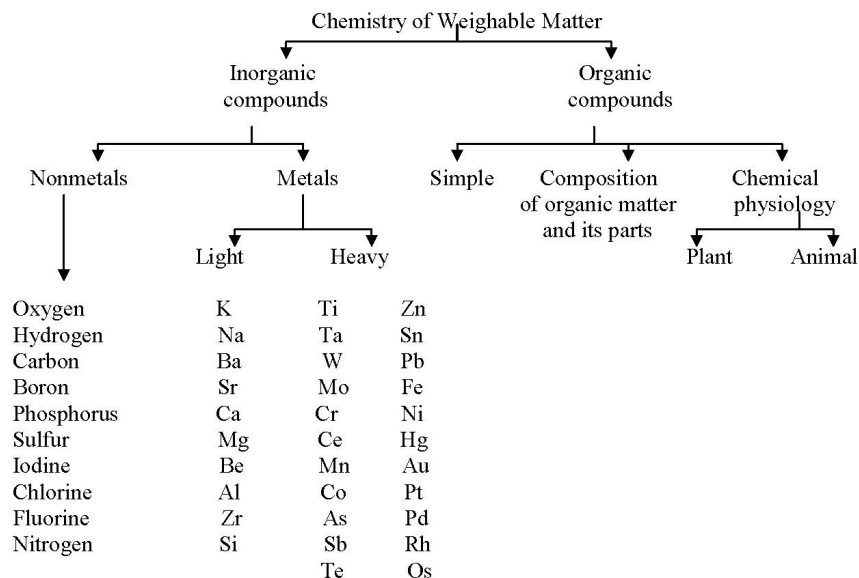 Chemistry of Weighable Matter
Inorganic
compounds
Organic
compounds
Nonmetals
Metals
Simple
Composition
of organic matter
and its parts
Chemical
physiology
Light
Heavy
Plant
Animal
Oxygen K Ti Zn
Hydrogen Na Ta Sn
Carbon Ba W Pb
Boron Sr Mo Fe
Phosphorus Ca Cr Ni
Sulfur Mg Ce Hg
Iodine Be Mn Au
Chlorine Al Co Pt
Fluorine Zr As Pd
Nitrogen Si Sb Rh
Te Os